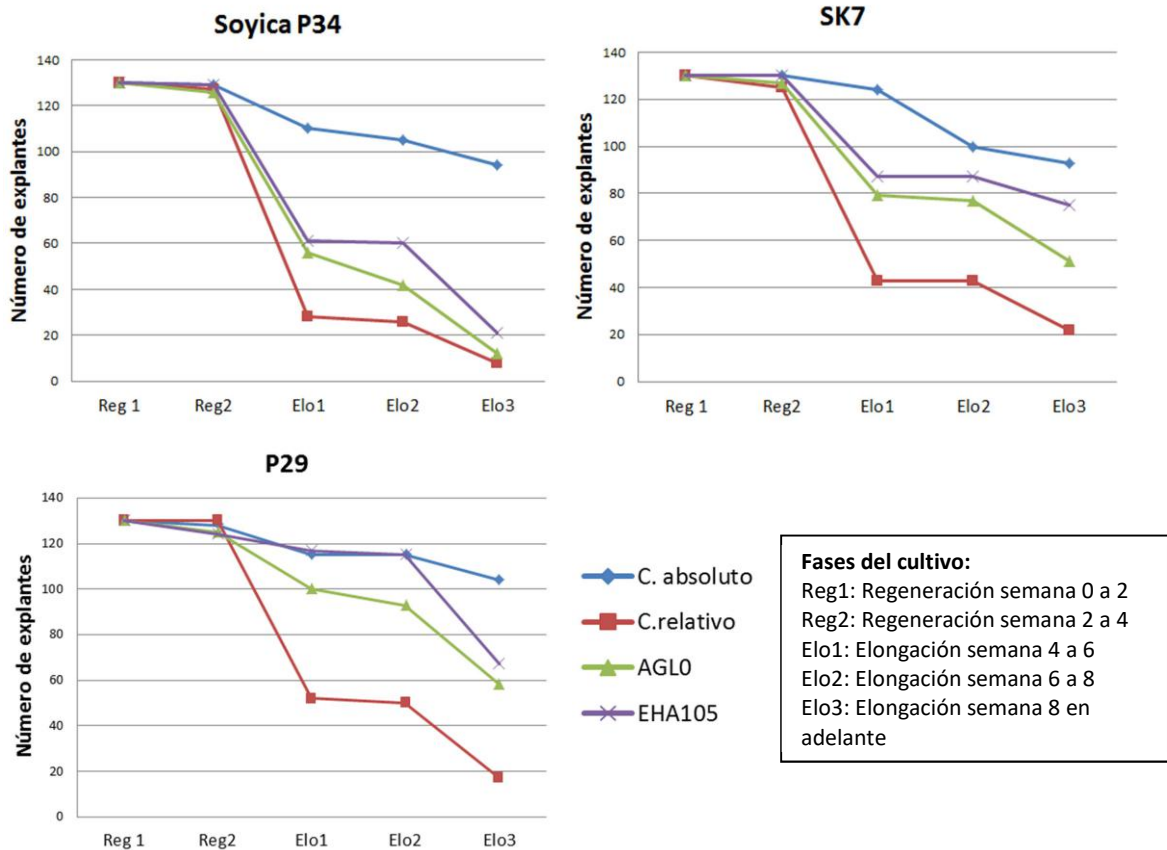 Soyica P34
Número de explantes
140
120
100
80
60
40
20
0
Reg 1 Reg2 Elo1 Elo2 Elo3
SK7
Número de explantes
140
120
100
80
60
40
20
0
Reg 1 Reg2 Elo1 Elo2 Elo3
P29
Número de explantes
140
120
100
80
60
40
20
0
Reg 1 Reg2 Elo1 Elo2 Elo3
C. absoluto
C.relativo
AGL0
EHA105
Fases del cultivo:
Reg1: Regeneración semana 0 a 2
Reg2: Regeneración semana 2 a 4
Elo1: Elongación semana 4 a 6
Elo2: Elongación semana 6 a 8
Elo3: Elongación semana 8 en
adelante